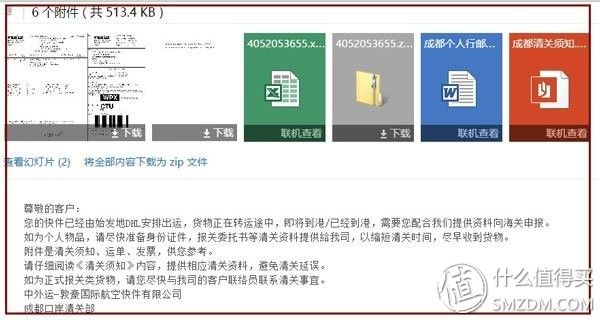 6 个附件 ( 共 513.4 KB )
WPX
CTU
下载
下载
4052053655.x...
联机查看
4052053655.z...
下载
成都个人行邮...
联机查看
成都清关须知...
联机查看
查看幻灯片 (2) 将全部内容下载为 zip 文件
尊敬的客户：
您的快件已经由始发地DHL安排出运，货物正在转运途中，即将到港/已经到港，需要您配合我们提供资料向海关申报。
如为个人物品，请尽快准备身份证件，报关委托书等清关资料提供给我司，以缩短清关时间，尽早收到货物。
附件是清关须知、运单、发票，供您参考。
请仔细阅读《清关须知》内容，提供相应清关资料，避免清关延误。
如为正式报关类货物，请您尽快与我司的客户联络员联系清关事宜。
中外运-敦豪国际航空快件有限公司
成都口岸清关部
值 什么值得买
SMZDM.COM